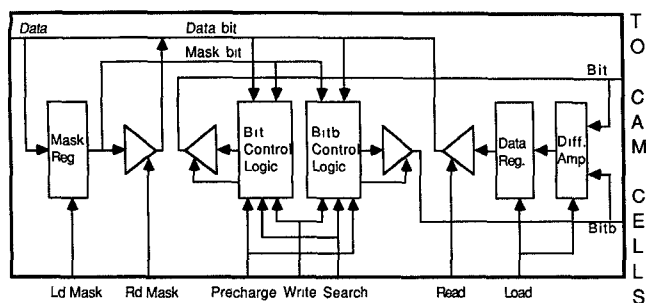 Data
Data bit
Mask bit
Bit
Mask
Reg
Bit
Control
Logic
Bitb
Control
Logic
Data
Reg.
Diff.
Amp
Bitb
Ld Mask
Rd Mask
Precharge
Write
Search
Read
Load
TO CAM CELLS